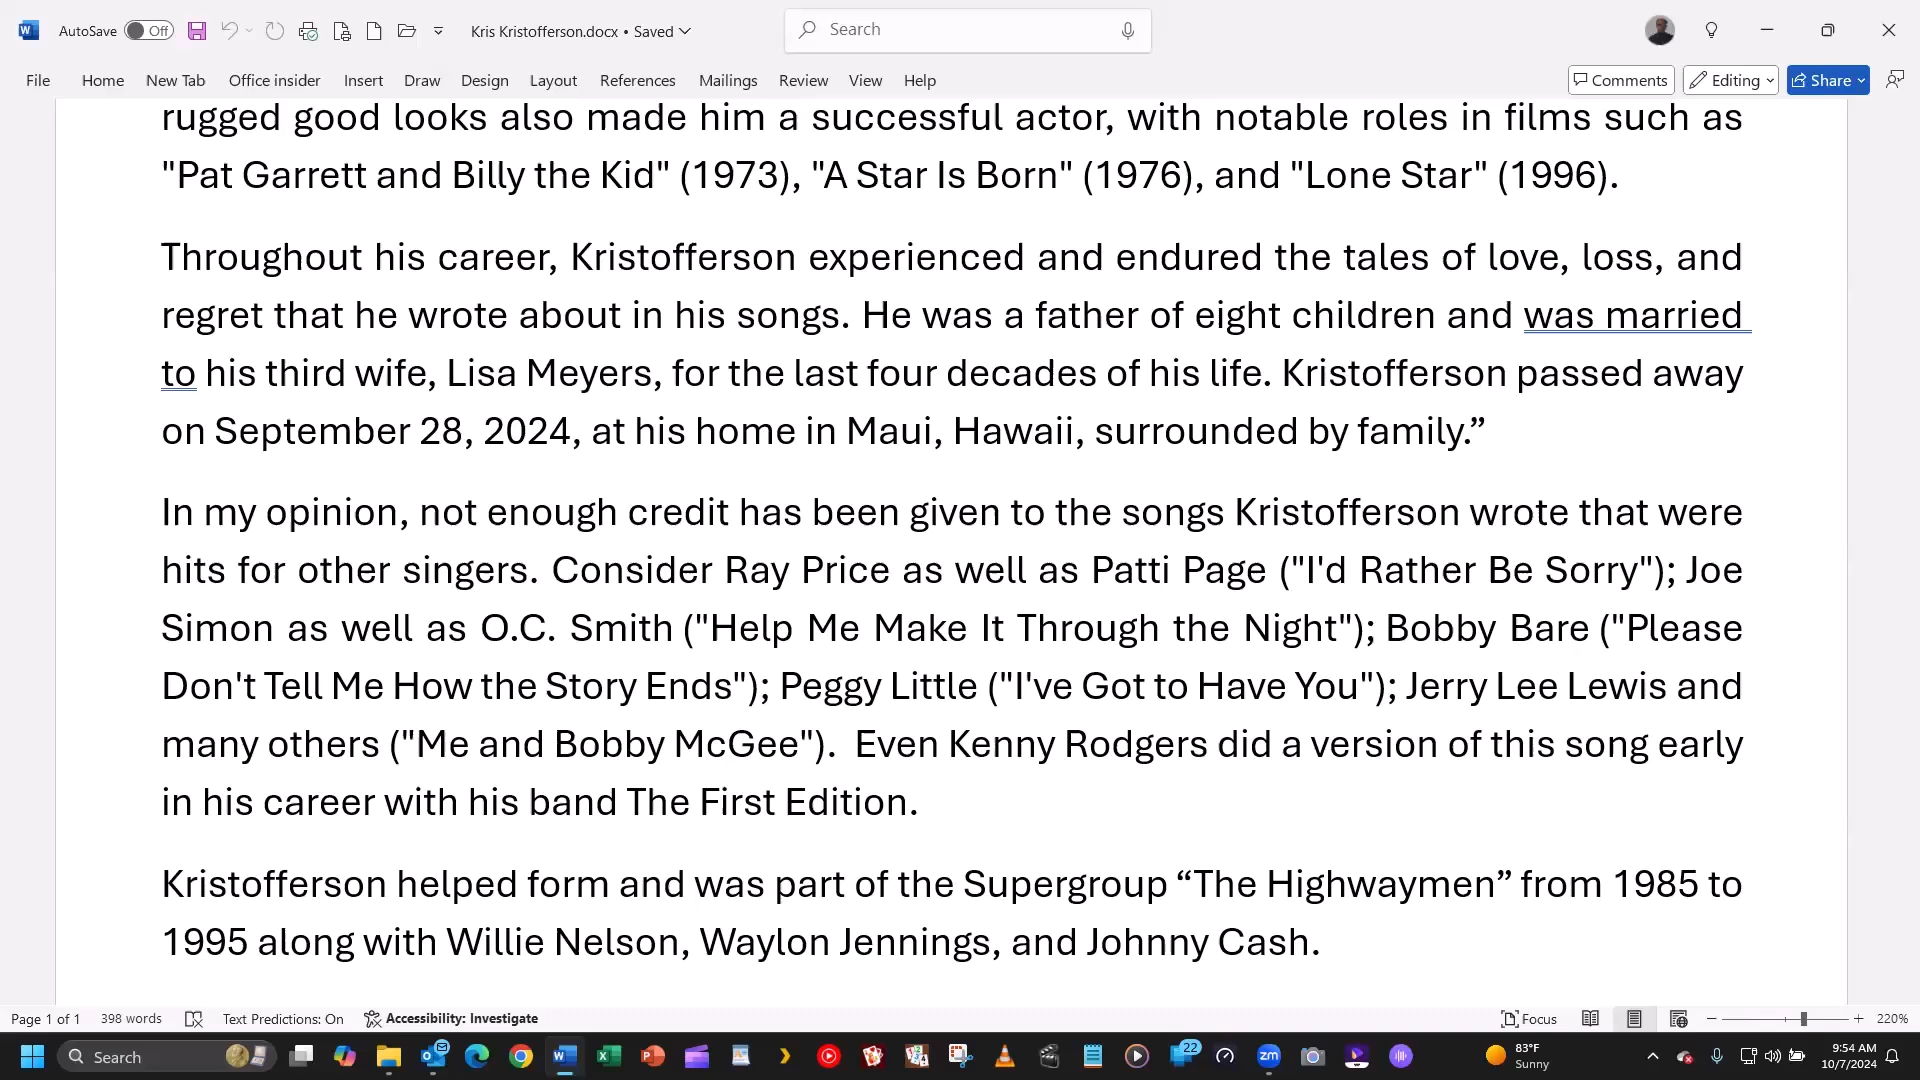 AutoSave Off Kris Kristofferson.docx • Saved Search
File Home New Tab Office insider Insert Draw Design Layout References Mailings Review View Help Comments Editing Share
rugged good looks also made him a successful actor, with notable roles in films such as
"Pat Garrett and Billy the Kid" (1973), "A Star Is Born" (1976), and "Lone Star" (1996).
Throughout his career, Kristofferson experienced and endured the tales of love, loss, and
regret that he wrote about in his songs. He was a father of eight children and was married
to his third wife, Lisa Meyers, for the last four decades of his life. Kristofferson passed away
on September 28, 2024, at his home in Maui, Hawaii, surrounded by family.”
In my opinion, not enough credit has been given to the songs Kristofferson wrote that were
hits for other singers. Consider Ray Price as well as Patti Page ("I'd Rather Be Sorry"); Joe
Simon as well as O.C. Smith ("Help Me Make It Through the Night"); Bobby Bare ("Please
Don't Tell Me How the Story Ends"); Peggy Little ("I've Got to Have You"); Jerry Lee Lewis and
many others ("Me and Bobby McGee").  Even Kenny Rodgers did a version of this song early
in his career with his band The First Edition.
Kristofferson helped form and was part of the Supergroup “The Highwaymen” from 1985 to
1995 along with Willie Nelson, Waylon Jennings, and Johnny Cash.
Page 1 of 1 398 words Text Predictions: On Accessibility: Investigate Focus 220%
Search 22 zm 83°F 9:54 AM
Sunny 10/7/2024